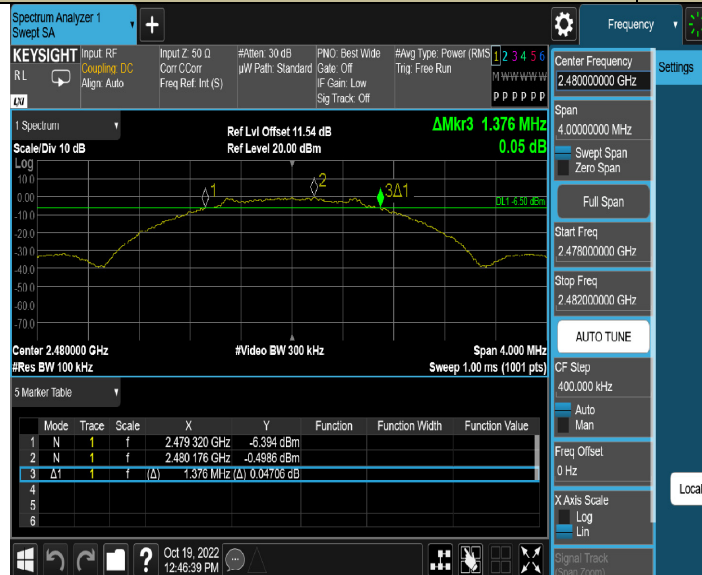 Spectrum Analyzer 1
Swept SA
Frequency
KEYSIGHT
RL
Input: RF
Coupling: DC
Align: Auto
Input Z: 50 Ω
Corr CCorr
Freq Ref: Int (S)
#Atten: 30 dB
µW Path: Standard
PNO: Best Wide
Gate: Off
IF Gain: Low
Sig Track: Off
#Avg Type: Power (RMS
Trig: Free Run
1 2 3 4 5 6
M W W W W W
P P P P P P
1 Spectrum
Scale/Div 10 dB
Log
Ref Lvl Offset 11.54 dB
Ref Level 20.00 dBm
ΔMkr3 1.376 MHz
0.05 dB
10.0
0.00
-10.0
-20.0
-30.0
-40.0
-50.0
-60.0
-70.0
1
2
3Δ1
DL1 -6.50 dBm
Center 2.480000 GHz
#Res BW 100 kHz
#Video BW 300 kHz
Span 4.000 MHz
Sweep 1.00 ms (1001 pts)
5 Marker Table
Mode Trace Scale X Y Function Function Width Function Value
1 N 1 f 2.479 320 GHz -6.394 dBm
2 N 1 f 2.480 176 GHz -0.4986 dBm
3 Δ1 1 f (Δ) 1.376 MHz (Δ) 0.04706 dB
4
5
6
?
Oct 19, 2022
12:46:39 PM
Center Frequency
2.480000000 GHz
Span
4.00000000 MHz
Swept Span
Zero Span
Full Span
Start Freq
2.478000000 GHz
Stop Freq
2.482000000 GHz
AUTO TUNE
CF Step
400.000 kHz
Auto
Man
Freq Offset
0 Hz
X Axis Scale
Log
Lin
Signal Track
(Span Zoom)
Settings
Local